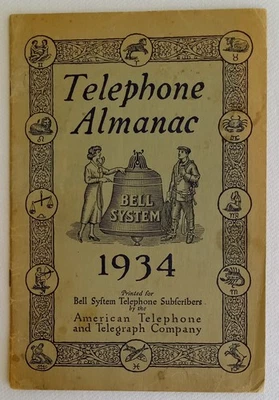 Telephone
Almanac
BELL
SYSTEM
1934
Printed for
Bell System Telephone Subscribers
by the
American Telephone
and Telegraph Company